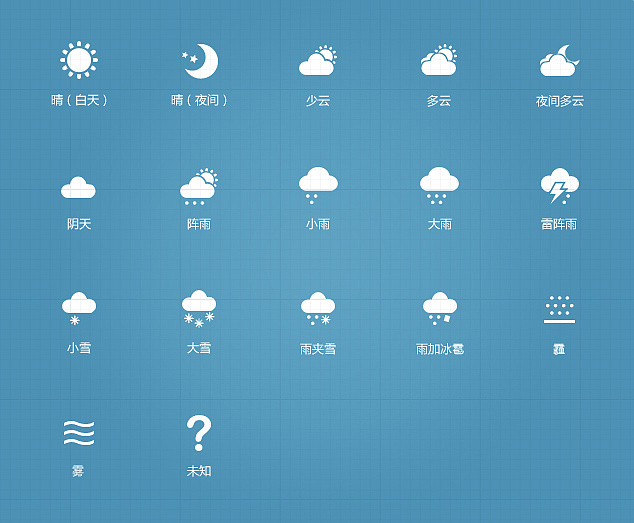 晴（白天）
晴（夜间）
少云
多云
夜间多云
阴天
阵雨
小雨
大雨
雷阵雨
小雪
大雪
雨夹雪
雨加冰雹
霾
雾
未知